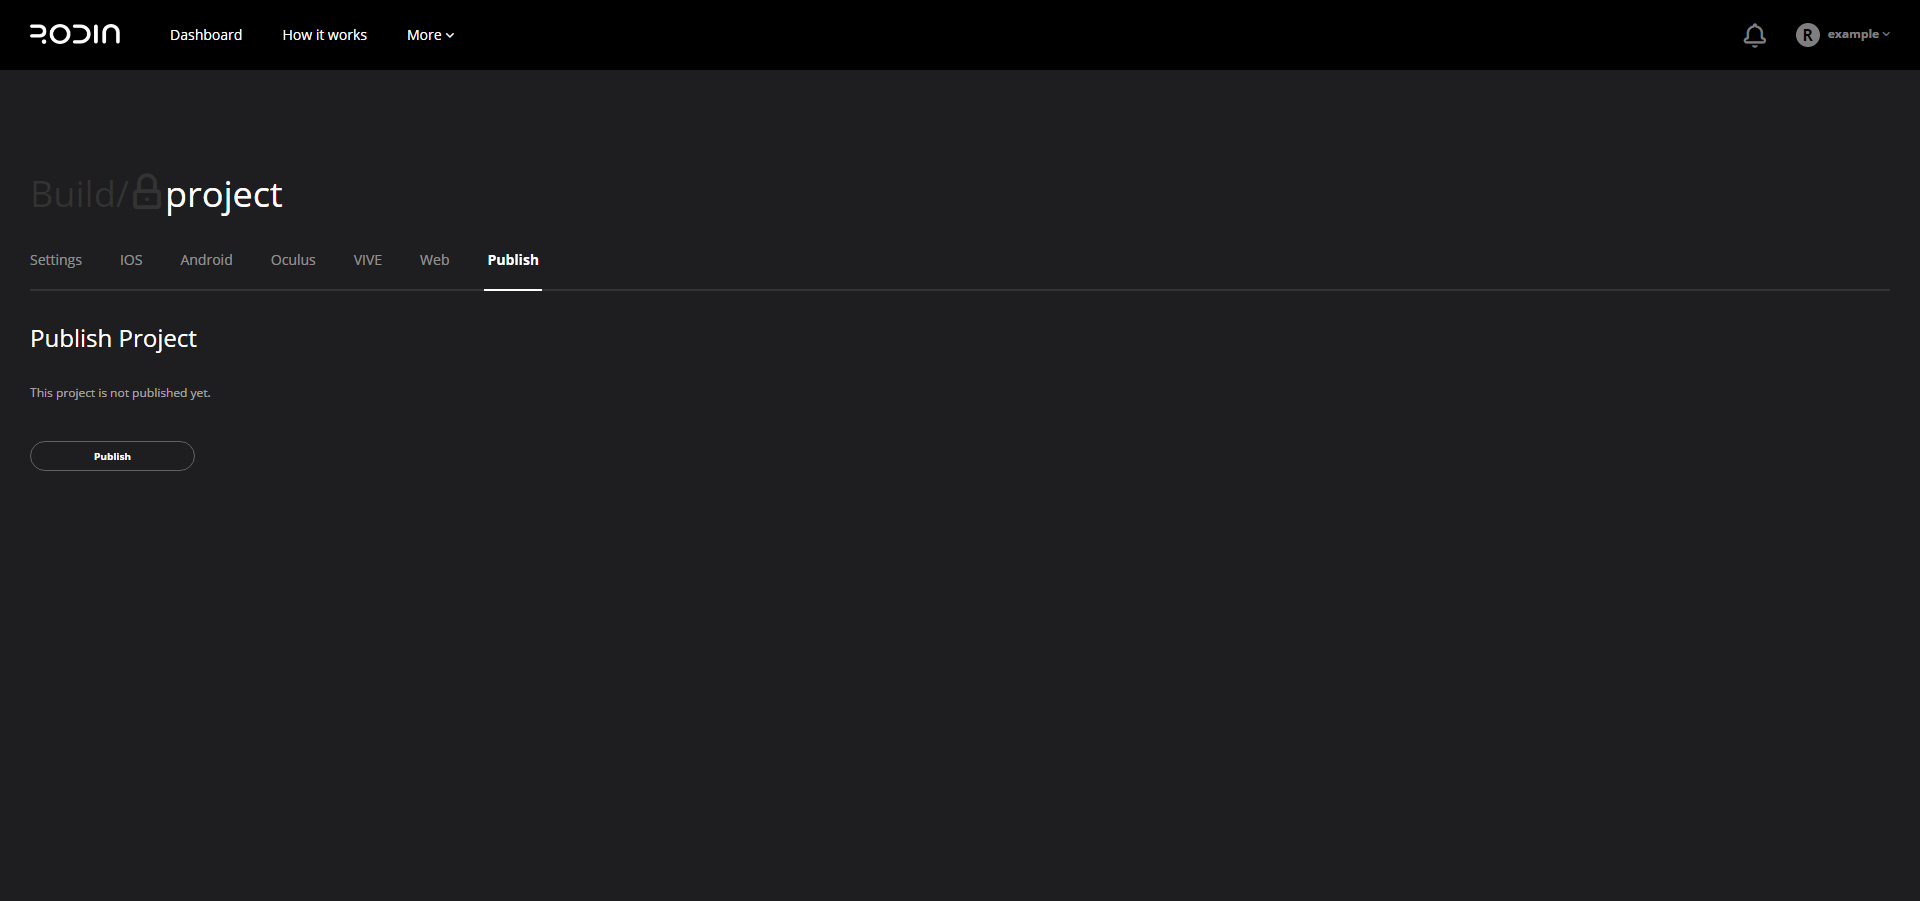 RODIN Dashboard How it works More R example
Build/project
Settings IOS Android Oculus VIVE Web Publish
Publish Project
This project is not published yet.
Publish